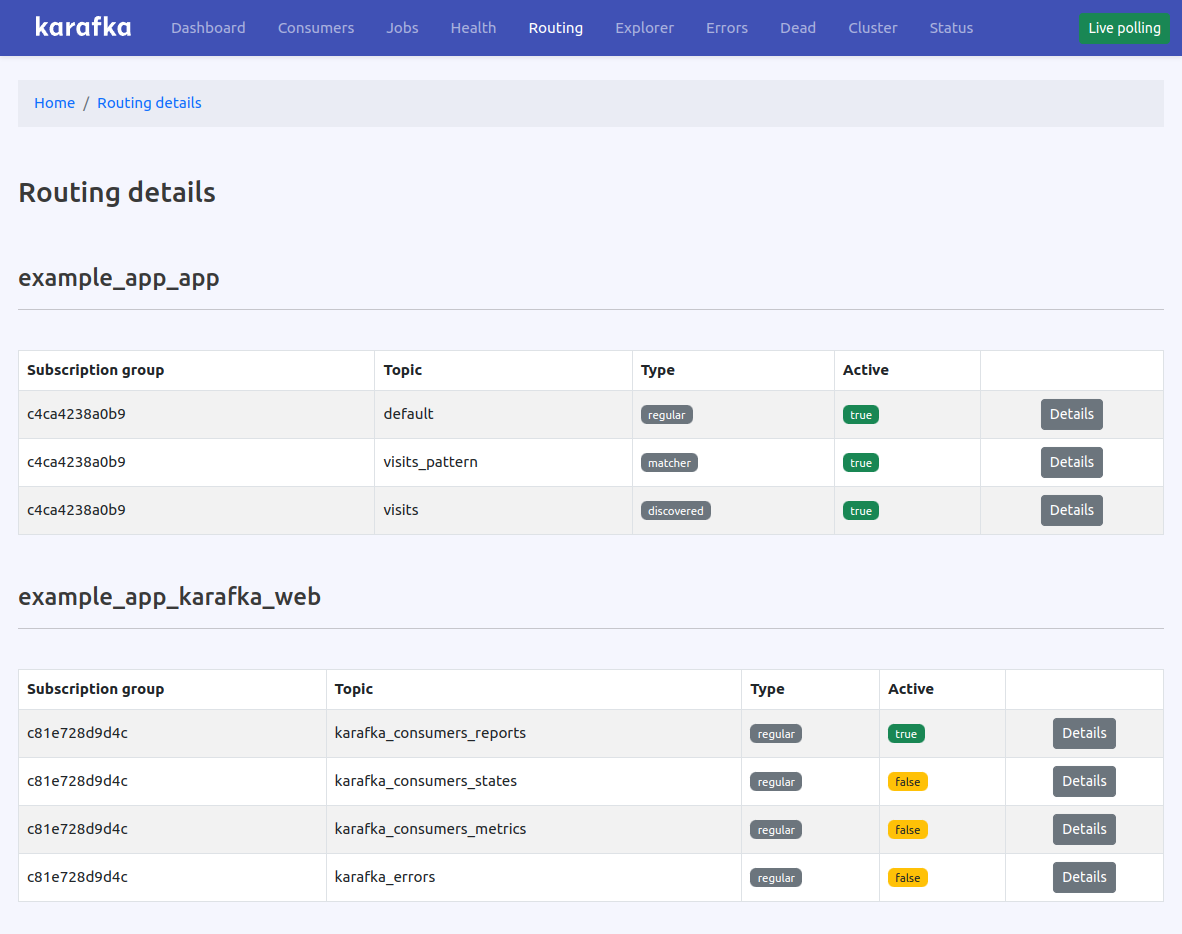 karafka Dashboard Consumers Jobs Health Routing Explorer Errors Dead Cluster Status Live polling
Home / Routing details
Routing details
example_app_app
Subscription group Topic Type Active
c4ca4238a0b9 default regular true Details
c4ca4238a0b9 visits_pattern matcher true Details
c4ca4238a0b9 visits discovered true Details
example_app_karafka_web
Subscription group Topic Type Active
c81e728d9d4c karafka_consumers_reports regular true Details
c81e728d9d4c karafka_consumers_states regular false Details
c81e728d9d4c karafka_consumers_metrics regular false Details
c81e728d9d4c karafka_errors regular false Details